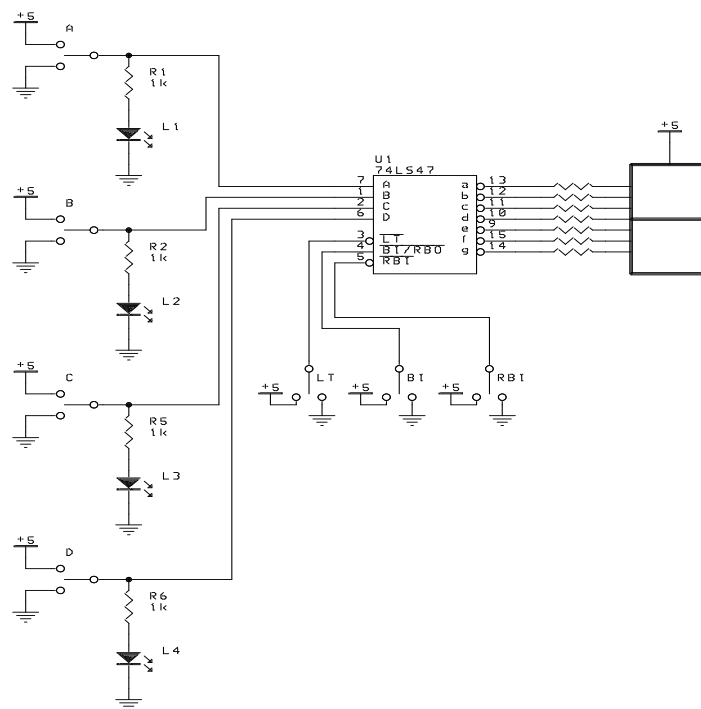 +5
A
R1
1k
L1
+5
B
R2
1k
L2
+5
C
R5
1k
L3
+5
D
R6
1k
L4
U1
74LS47
7 A a 13
1 B b 12
2 C c 11
6 D d 10
e 9
3 LT f 15
4 BI/RBO g 14
5 RBI
+5
LT
+5
BI
+5
RBI
+5